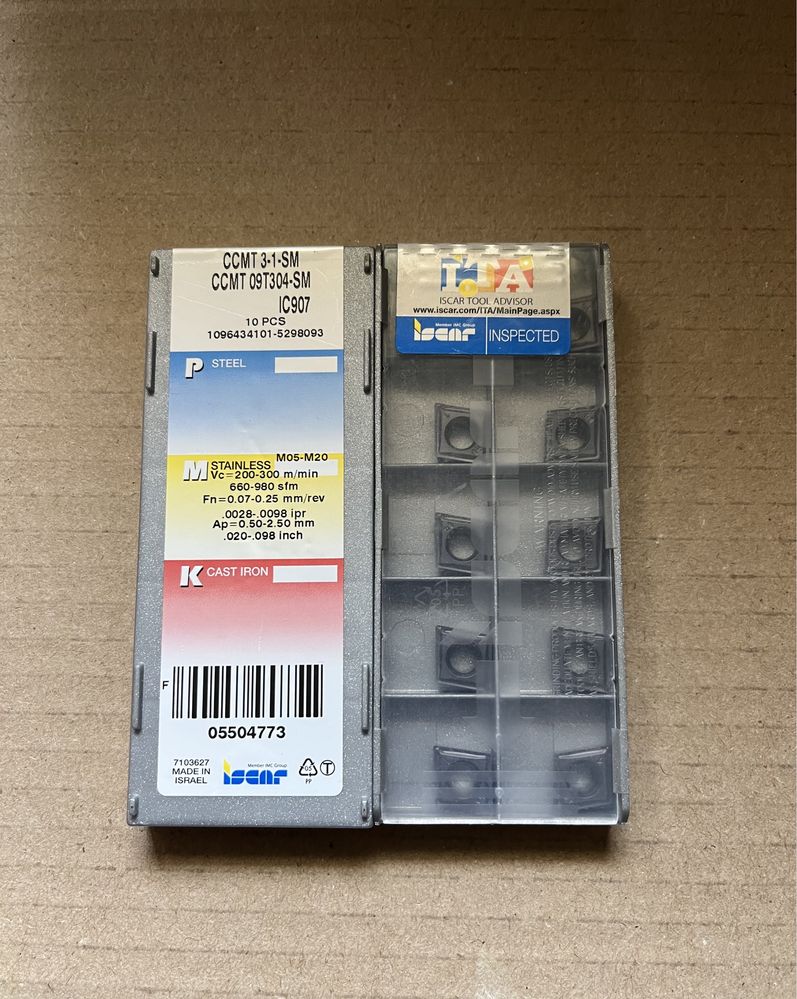 CCMT 3-1-SM
CCMT 09T304-SM
IC907
10 PCS
1096434101-5298093
P STEEL
M STAINLESS M05-M20
Vc=200-300 m/min
660-980 sfm
Fn=0.07-0.25 mm/rev
.0028-.0098 ipr
Ap=0.50-2.50 mm
.020-.098 inch
K CAST IRON
F
05504773
7103627
MADE IN
ISRAEL
Member IMC Group
iscar
05
PP
T
ITA
ISCAR TOOL ADVISOR
www.iscar.com/ITA/MainPage.aspx
Member IMC Group
iscar INSPECTED
05
PP